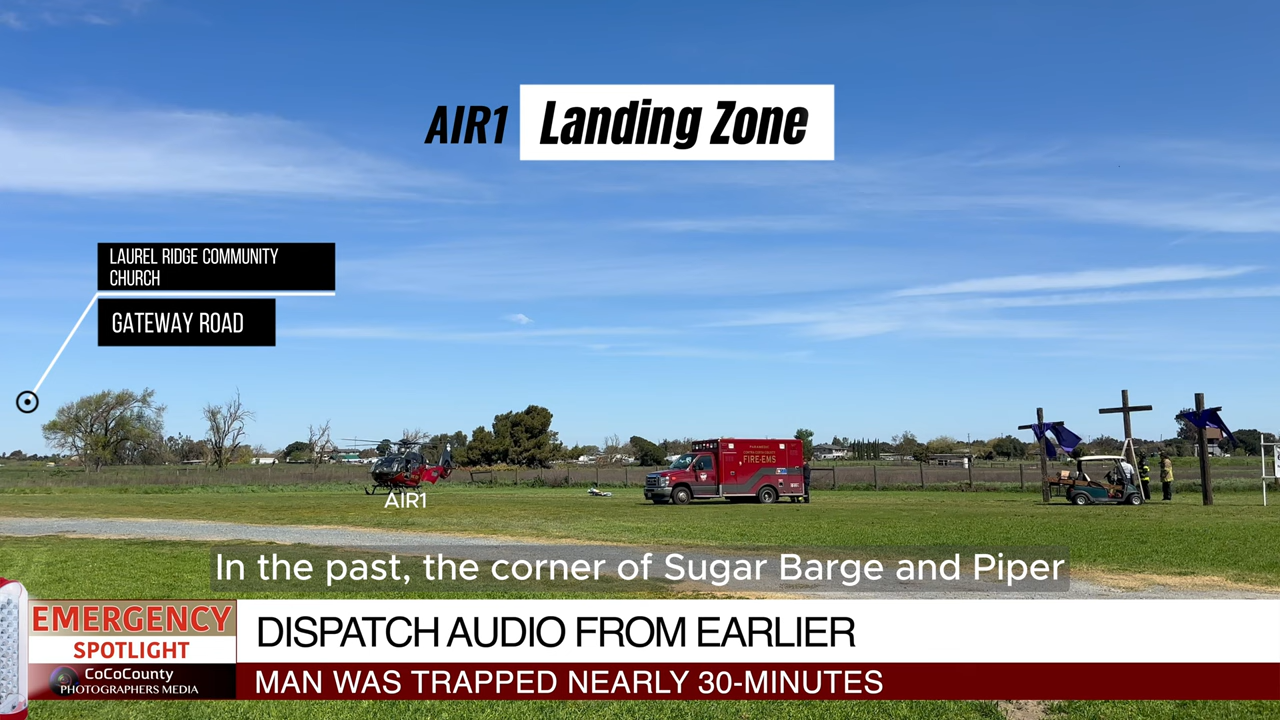 AIR1 Landing Zone
LAUREL RIDGE COMMUNITY
CHURCH
GATEWAY ROAD
FIRE-EMS
AIR1
In the past, the corner of Sugar Barge and Piper
EMERGENCY
SPOTLIGHT
CoCoCounty
PHOTOGRAPHERS MEDIA
DISPATCH AUDIO FROM EARLIER
MAN WAS TRAPPED NEARLY 30-MINUTES